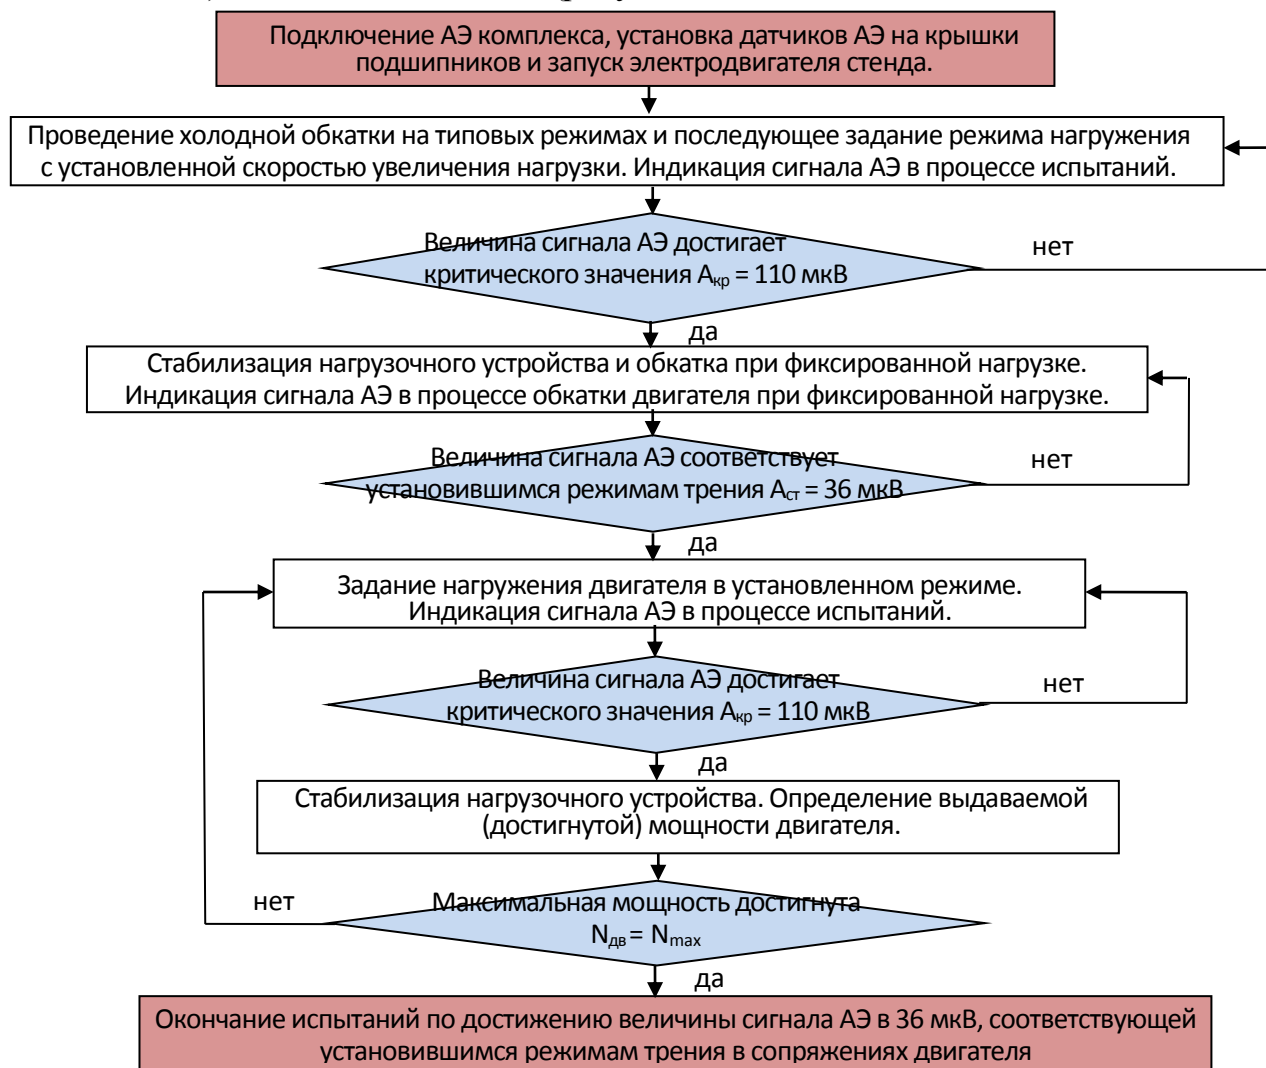 Подключение АЭ комплекса, установка датчиков АЭ на крышки
подшипников и запуск электродвигателя стенда.
Проведение холодной обкатки на типовых режимах и последующее задание режима нагружения
с установленной скоростью увеличения нагрузки. Индикация сигнала АЭ в процессе испытаний.
Величина сигнала АЭ достигает
критического значения Aкр = 110 мкВ
нет
да
Стабилизация нагрузочного устройства и обкатка при фиксированной нагрузке.
Индикация сигнала АЭ в процессе обкатки двигателя при фиксированной нагрузке.
Величина сигнала АЭ соответствует
установившимся режимам трения Aст = 36 мкВ
нет
да
Задание нагружения двигателя в установленном режиме.
Индикация сигнала АЭ в процессе испытаний.
Величина сигнала АЭ достигает
критического значения Aкр = 110 мкВ
нет
да
Стабилизация нагрузочного устройства. Определение выдаваемой
(достигнутой) мощности двигателя.
нет
Максимальная мощность достигнута
Nдв = Nmax
да
Окончание испытаний по достижению величины сигнала АЭ в 36 мкВ, соответствующей
установившимся режимам трения в сопряжениях двигателя